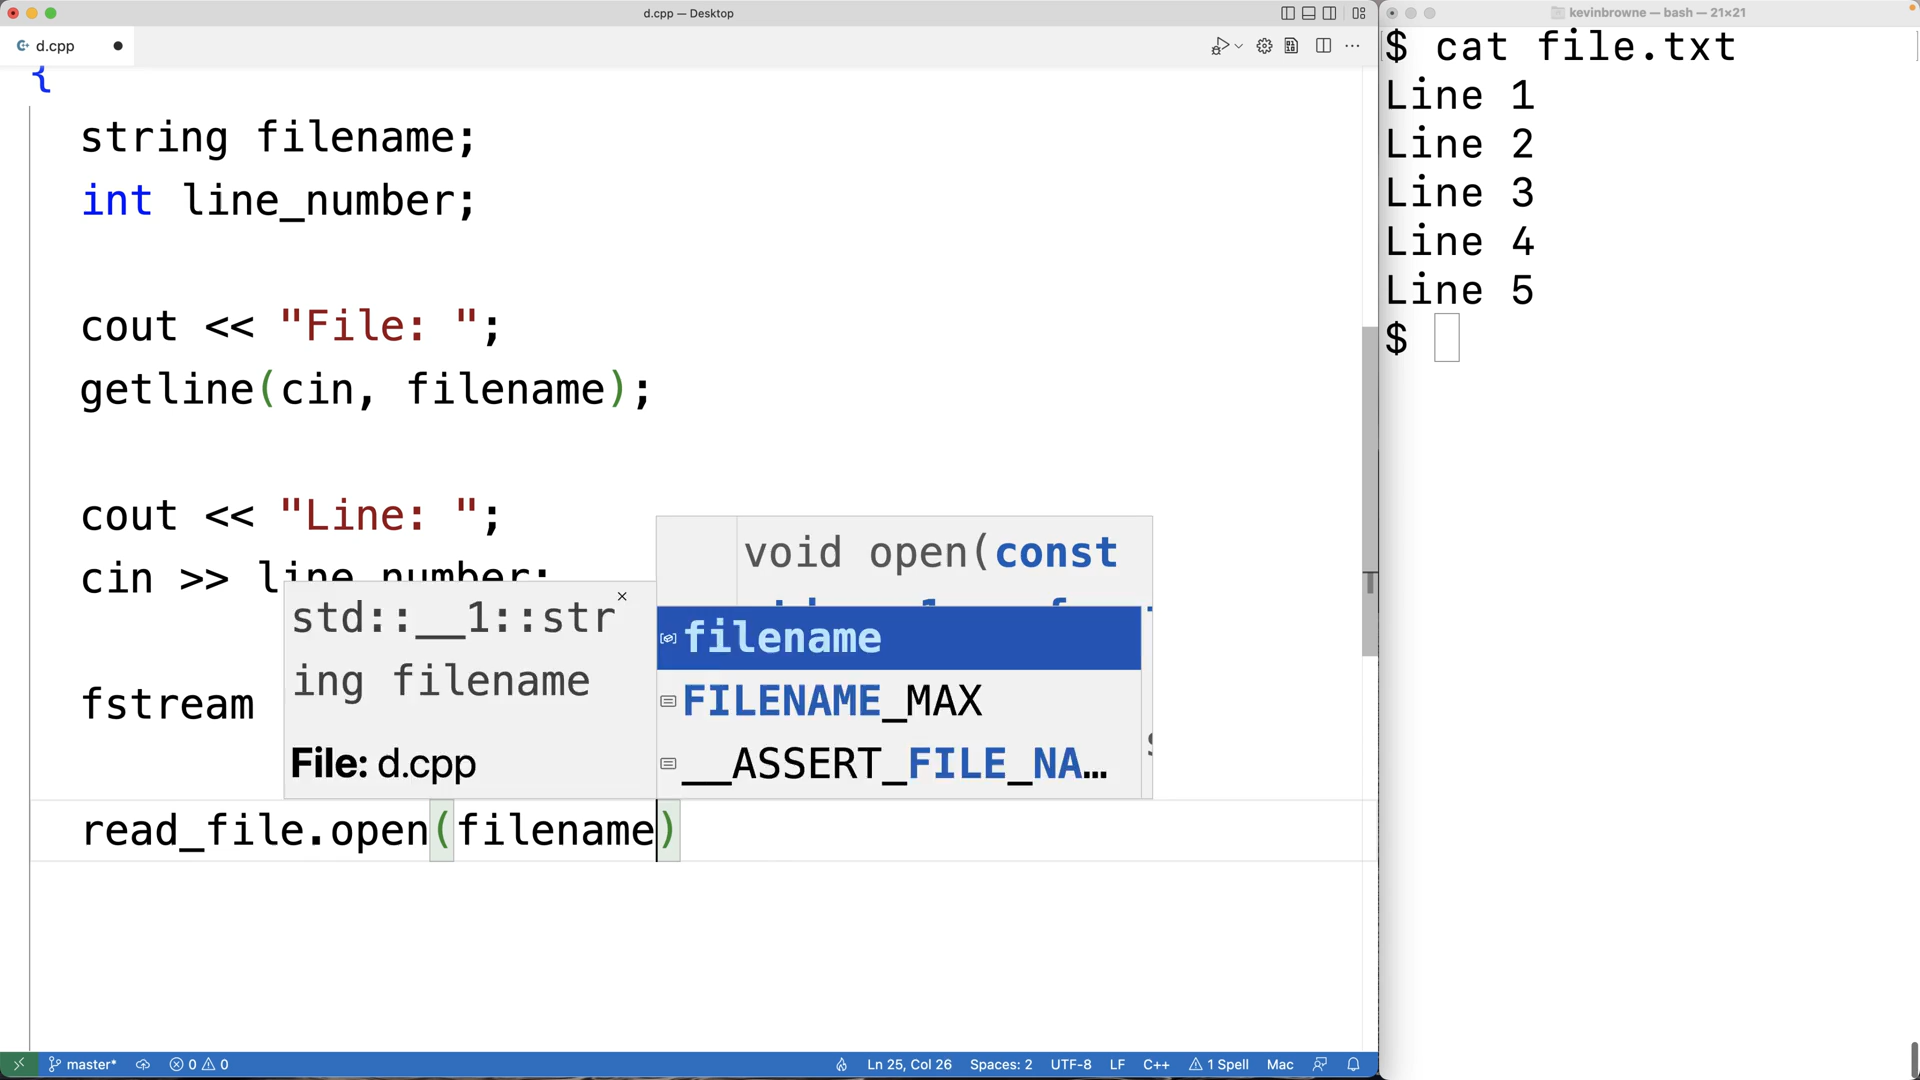 d.cpp — Desktop
d.cpp
{
string filename;
int line_number;
cout << "File: ";
getline(cin, filename);
cout << "Line: ";
cin >> line_number;
fstream
read_file.open(filename)
void open(const
std::__1::str
ing filename
File: d.cpp
filename
FILENAME_MAX
__ASSERT_FILE_NA…
master*
0
0
Ln 25, Col 26
Spaces: 2
UTF-8
LF
C++
1 Spell
Mac
kevinbrowne — bash — 21×21
$ cat file.txt
Line 1
Line 2
Line 3
Line 4
Line 5
$